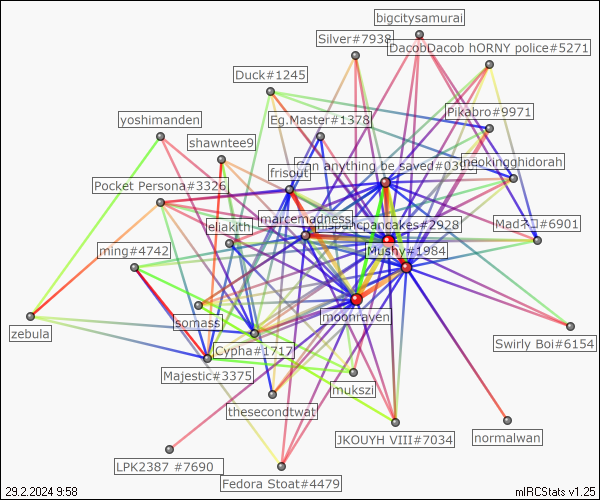 bigcitysamurai
Silver#7938
DacobDacob hORNY police#5271
Duck#1245
yoshimanden
Eg.Master#1378
Pikabro#9971
shawntee9
frisout
Can anything be saved#039
neokingghidorah
Pocket Persona#3326
marcemadness
hispanicpancakes#2928
eliakith
Madネコ#6901
ming#4742
Mushy#1984
somass
moonraven
zebula
Cypha#1717
Swirly Boi#6154
Majestic#3375
mukszi
thesecondtwat
JKOUYH VIII#7034
normalwan
LPK2387 #7690
Fedora Stoat#4479
29.2.2024 9:58
mIRCStats v1.25